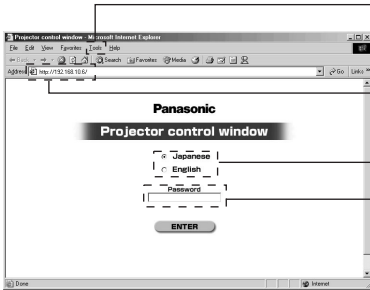 Projector control window - Microsoft Internet Explorer
File Edit View Favorites Tools Help
Back Search Favorites Media
Address http://192.168.10.6/ Go Links »
Panasonic
Projector control window
Japanese
English
Password
ENTER
Done Internet